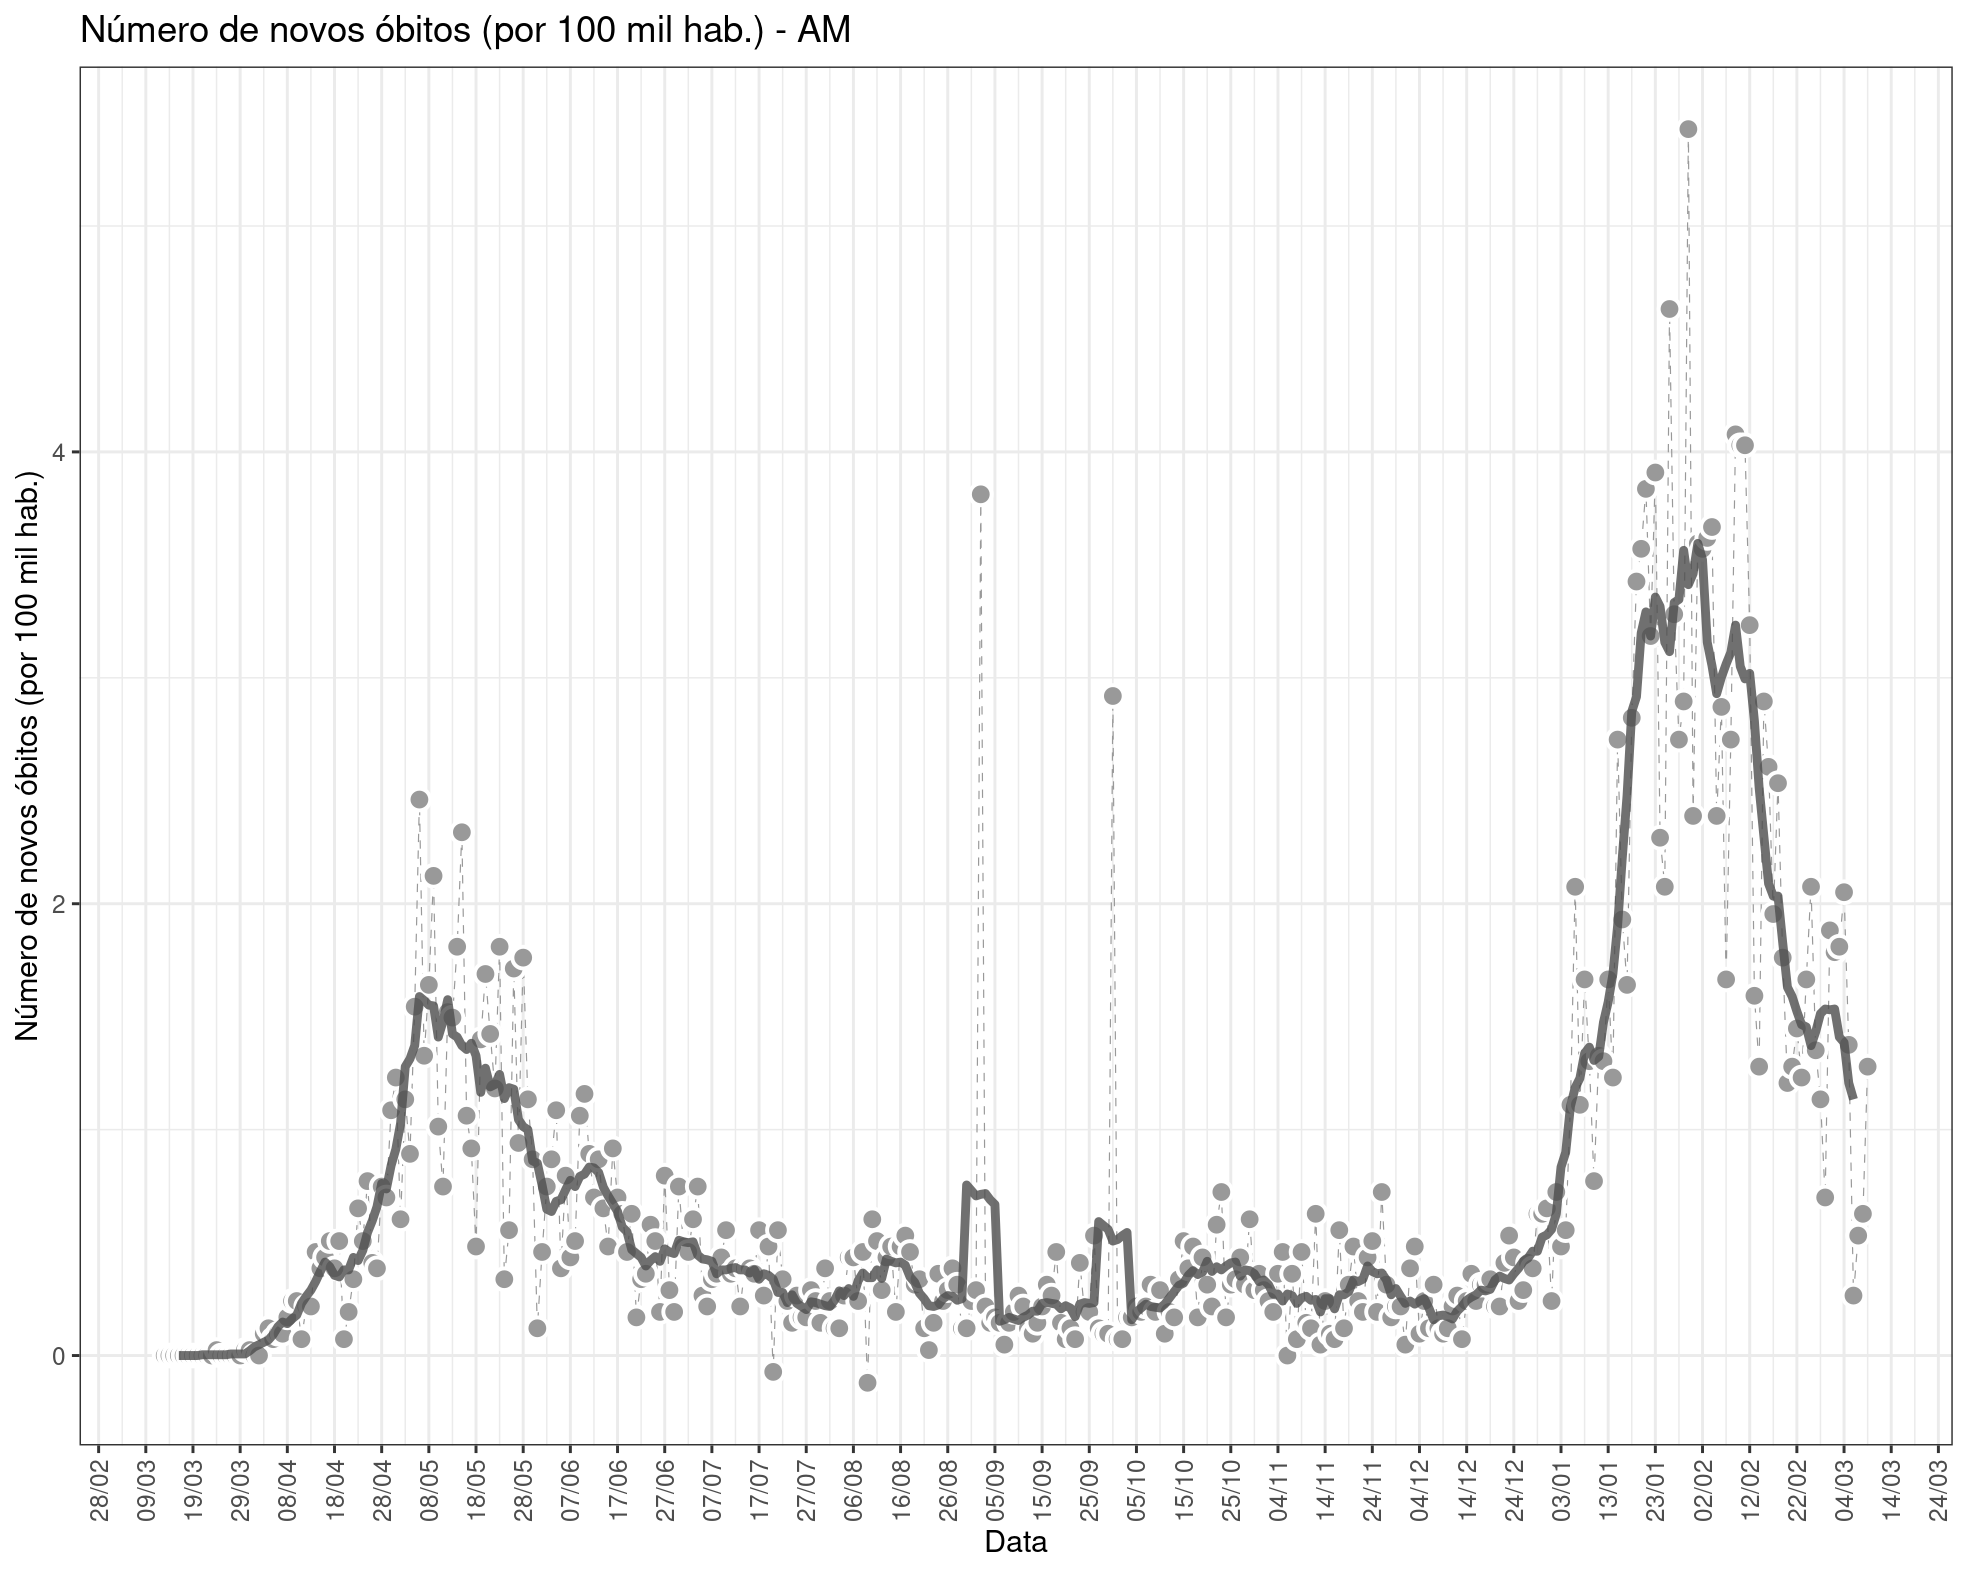 Número de novos óbitos (por 100 mil hab.) - AM
Número de novos óbitos (por 100 mil hab.)
4
2
0
28/02 09/03 19/03 29/03 08/04 18/04 28/04 08/05 18/05 28/05 07/06 17/06 27/06 07/07 17/07 27/07 06/08 16/08 26/08 05/09 15/09 25/09 05/10 15/10 25/10 04/11 14/11 24/11 04/12 14/12 24/12 03/01 13/01 23/01 02/02 12/02 22/02 04/03 14/03 24/03
Data